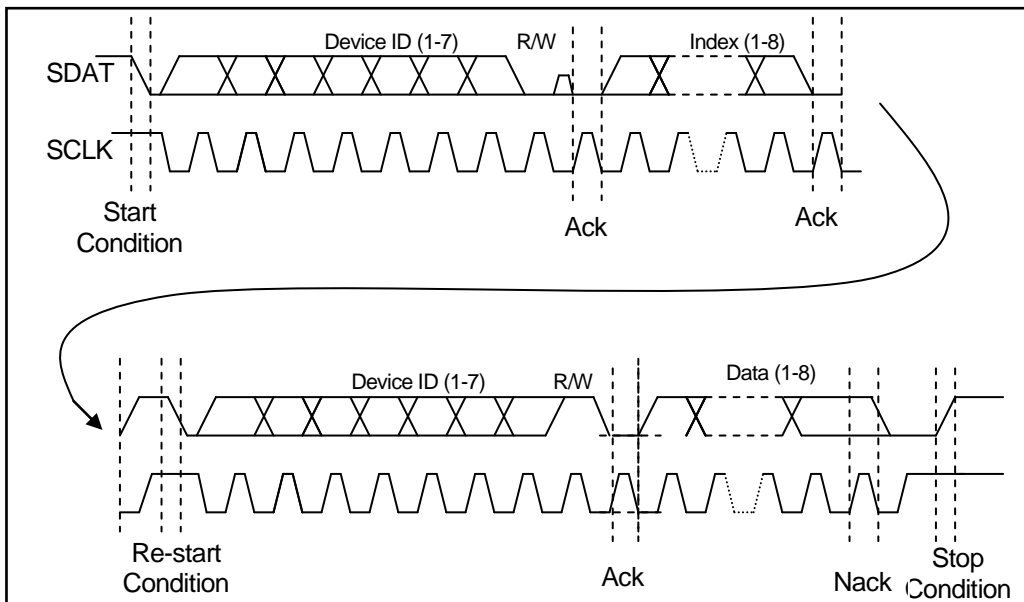 Device ID (1-7) R/W Index (1-8)
SDAT
SCLK
Start
Condition
Ack
Ack
Device ID (1-7) R/W Data (1-8)
Re-start
Condition
Ack
Nack
Stop
Condition